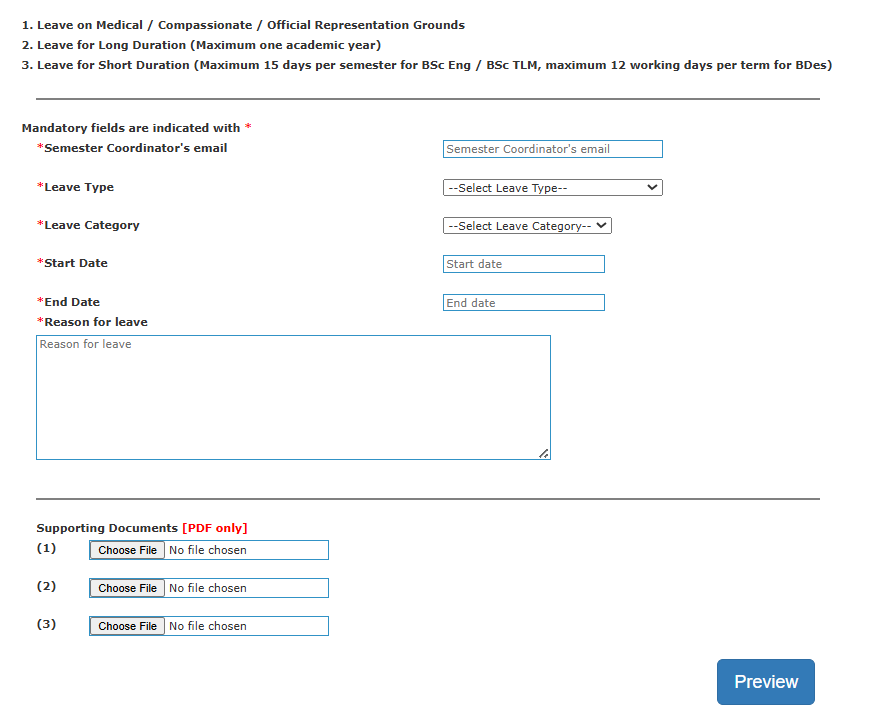 1. Leave on Medical / Compassionate / Official Representation Grounds
2. Leave for Long Duration (Maximum one academic year)
3. Leave for Short Duration (Maximum 15 days per semester for BSc Eng / BSc TLM, maximum 12 working days per term for BDes)
Mandatory fields are indicated with *
*Semester Coordinator's email Semester Coordinator's email
*Leave Type --Select Leave Type--
*Leave Category --Select Leave Category--
*Start Date Start date
*End Date End date
*Reason for leave
Reason for leave
Supporting Documents [PDF only]
(1) Choose File No file chosen
(2) Choose File No file chosen
(3) Choose File No file chosen
Preview